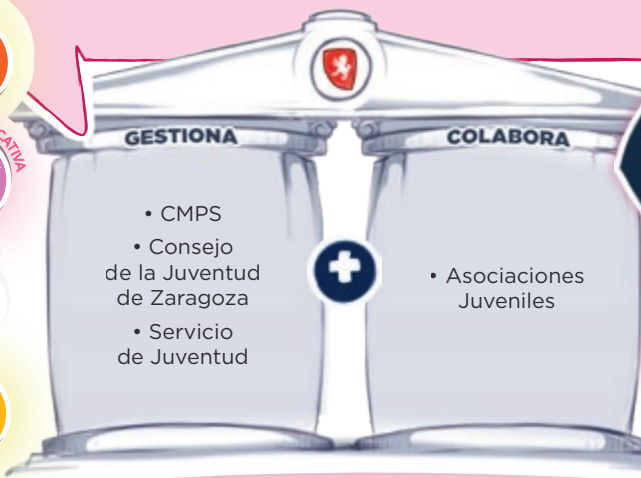 GESTIONA
• CMPS
• Consejo
de la Juventud
de Zaragoza
• Servicio
de Juventud
COLABORA
• Asociaciones
Juveniles